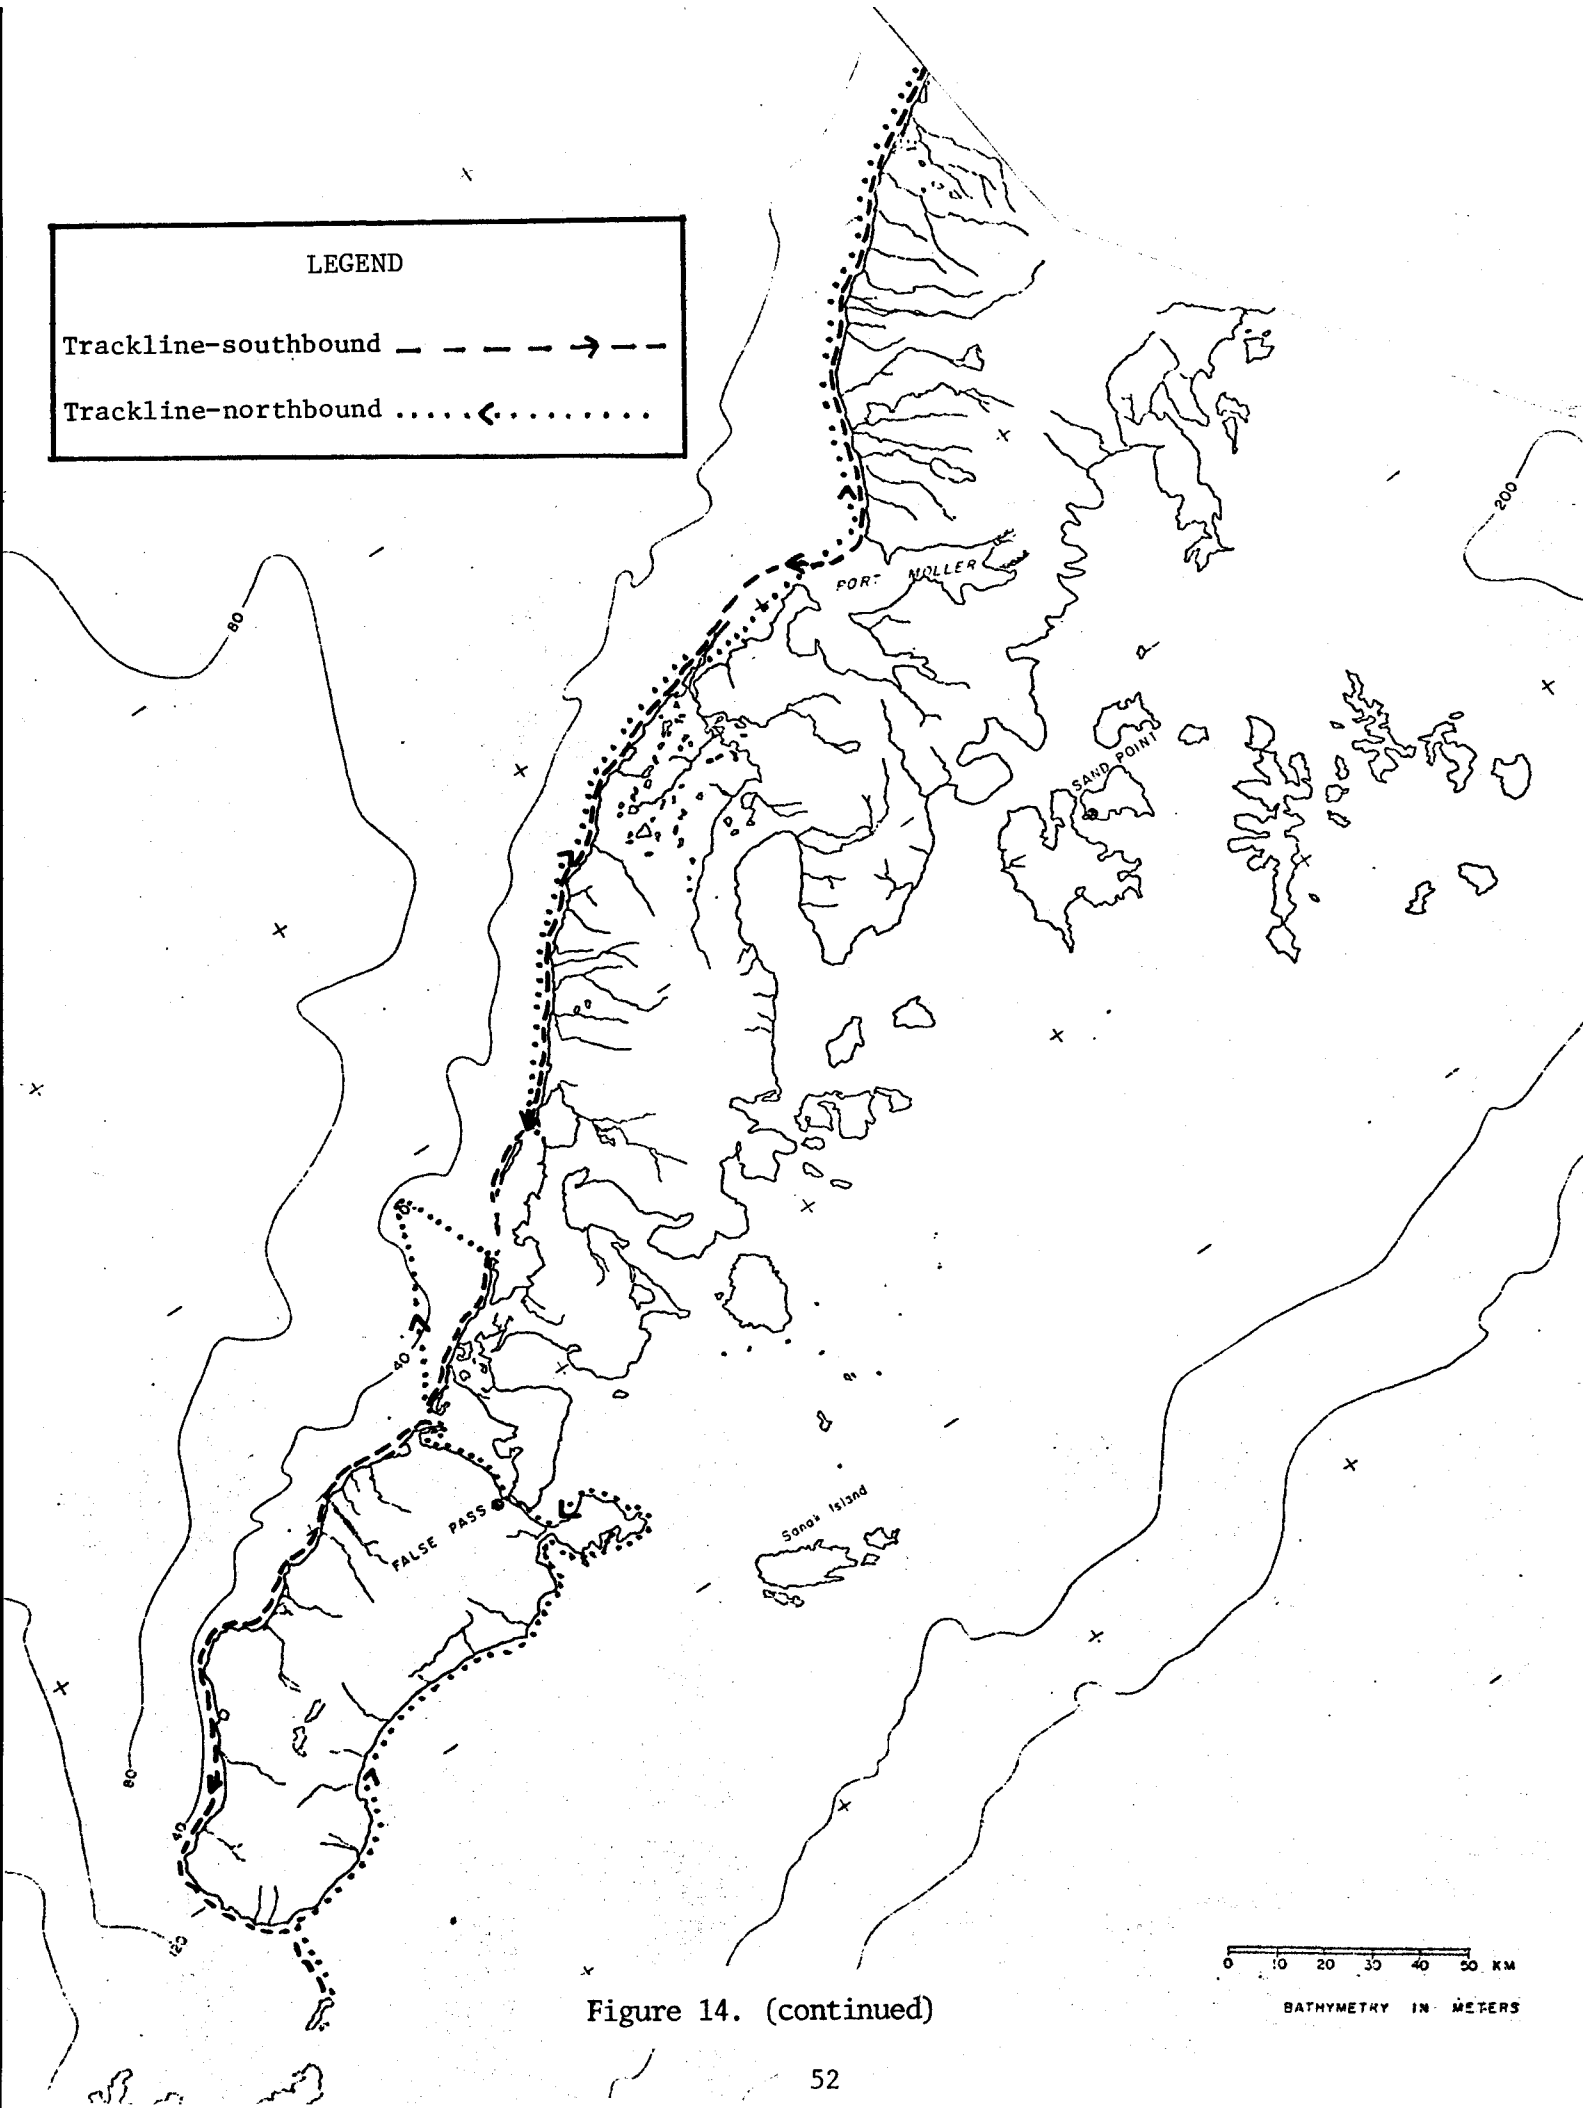 LEGEND
Trackline-southbound
Trackline-northbound
200
80
PORT MOLLER
SAND POINT
40
FALSE PASS
Sanak Island
80
40
120
0 10 20 30 40 50 KM
BATHYMETRY IN METERS
Figure 14. (continued)
52